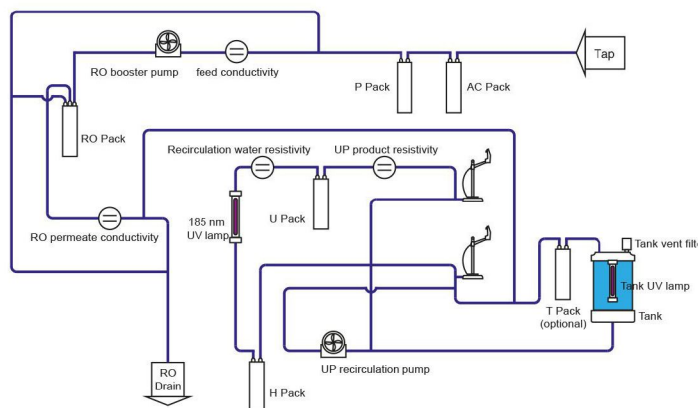 Tap
RO booster pump
feed conductivity
P Pack
AC Pack
RO Pack
Recirculation water resistivity
UP product resistivity
U Pack
185 nm
UV lamp
RO permeate conductivity
Tank vent filt
Tank UV lamp
T Pack
(optional)
Tank
UP recirculation pump
RO
Drain
H Pack